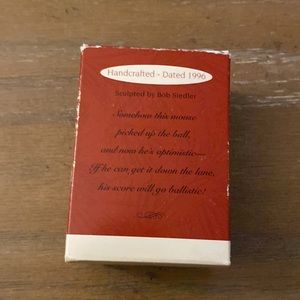 Handcrafted - Dated 1996
Sculpted by Bob Siedler
Somehow this mouse
picked up the ball,
and now he's optimistic—
If he can get it down the lane,
his score will go ballistic!